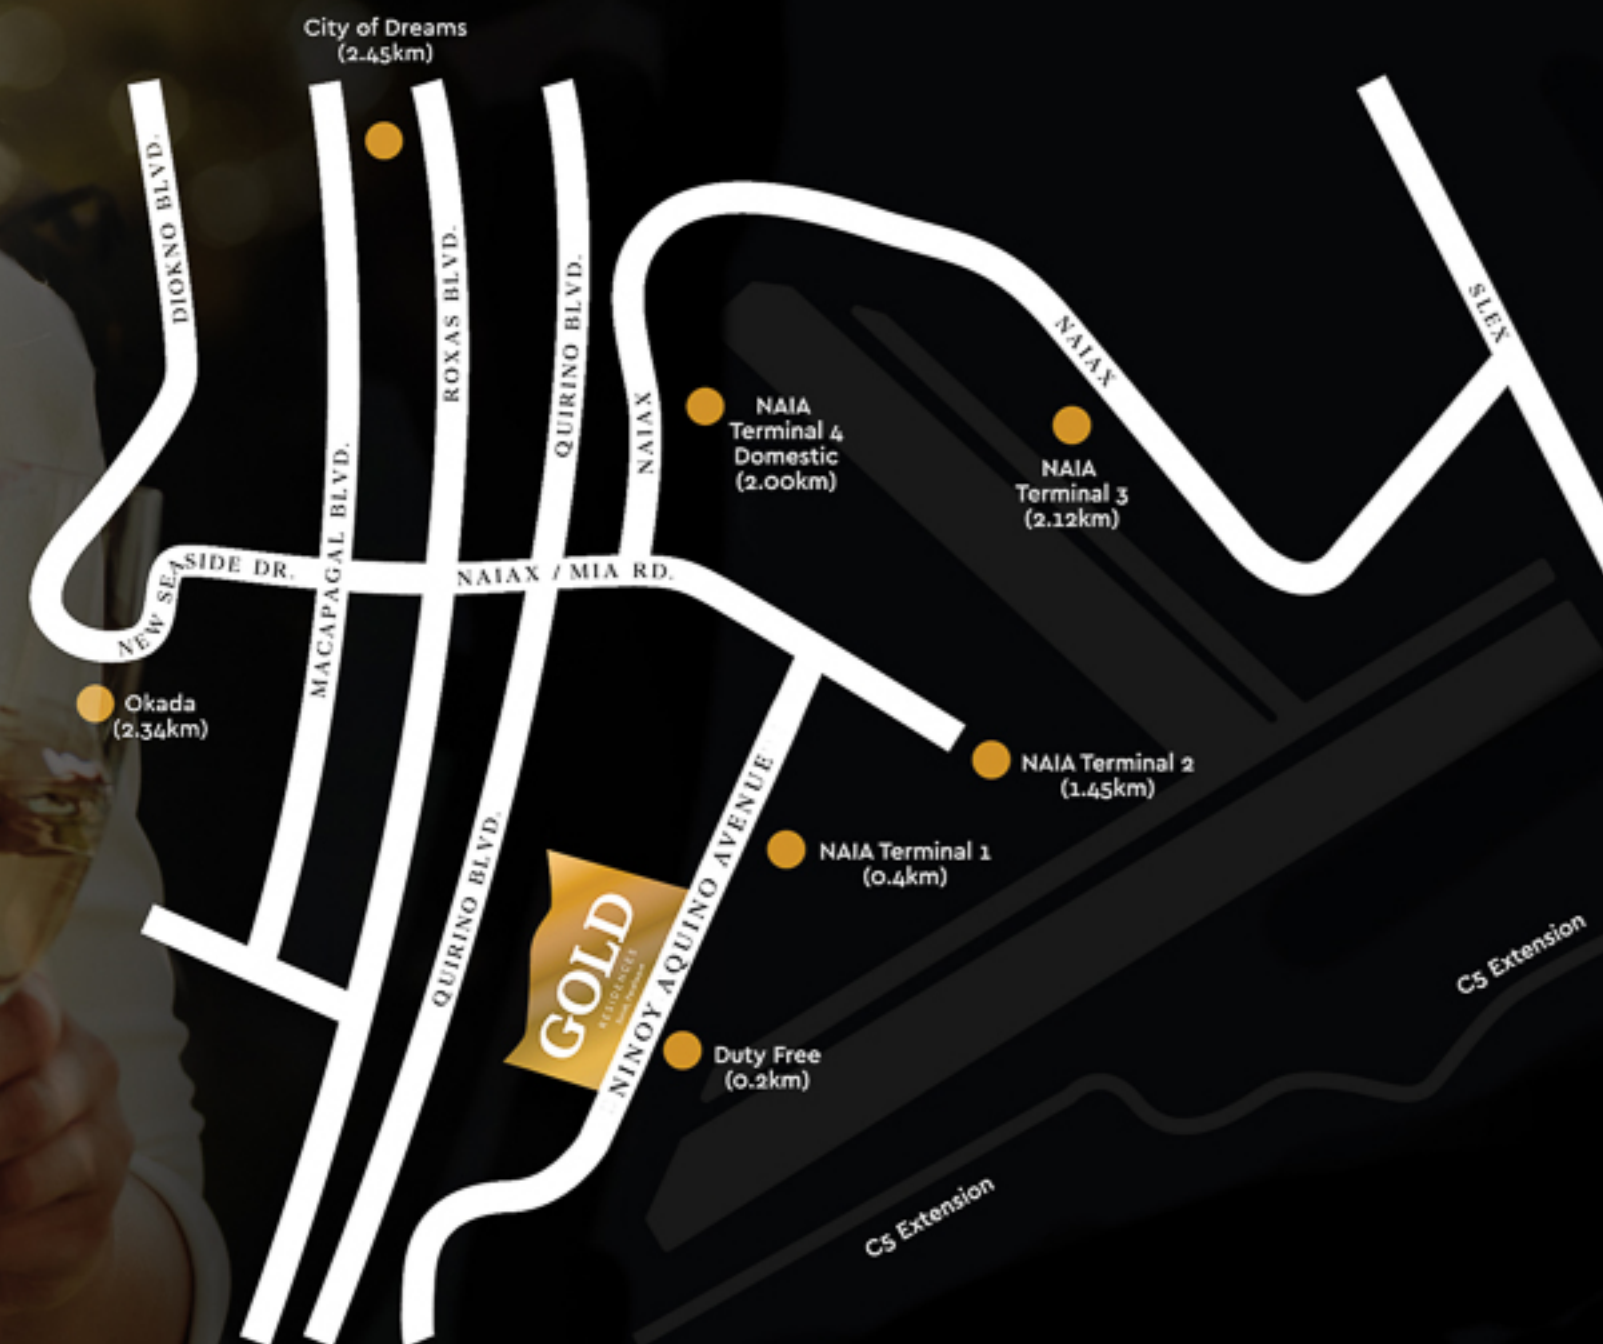 City of Dreams
(2.45km)
DIOKNO BLVD.
MACAPAGAL BLVD.
ROXAS BLVD.
QUIRINO BLVD.
NAIAX
NAIA
Terminal 4
Domestic
(2.00km)
NAIAX
NAIA
Terminal 3
(2.12km)
SLEX
NEW SEASIDE DR.
NAIAX / MIA RD.
Okada
(2.34km)
NAIA Terminal 2
(1.45km)
NAIA Terminal 1
(0.4km)
QUIRINO BLVD.
GOLD
RESIDENCES
NINOY AQUINO AVENUE
Duty Free
(0.2km)
C5 Extension
C5 Extension